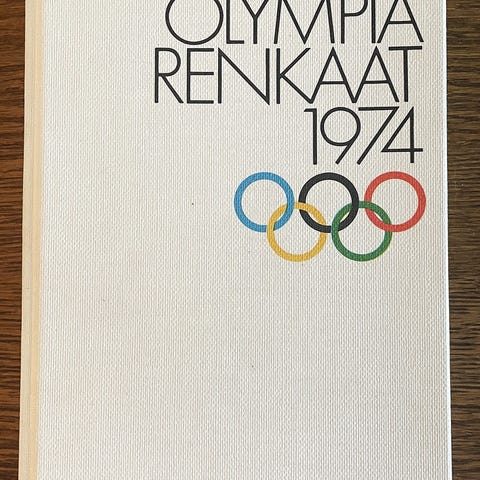 OLYMPIA
RENKAAT
1974